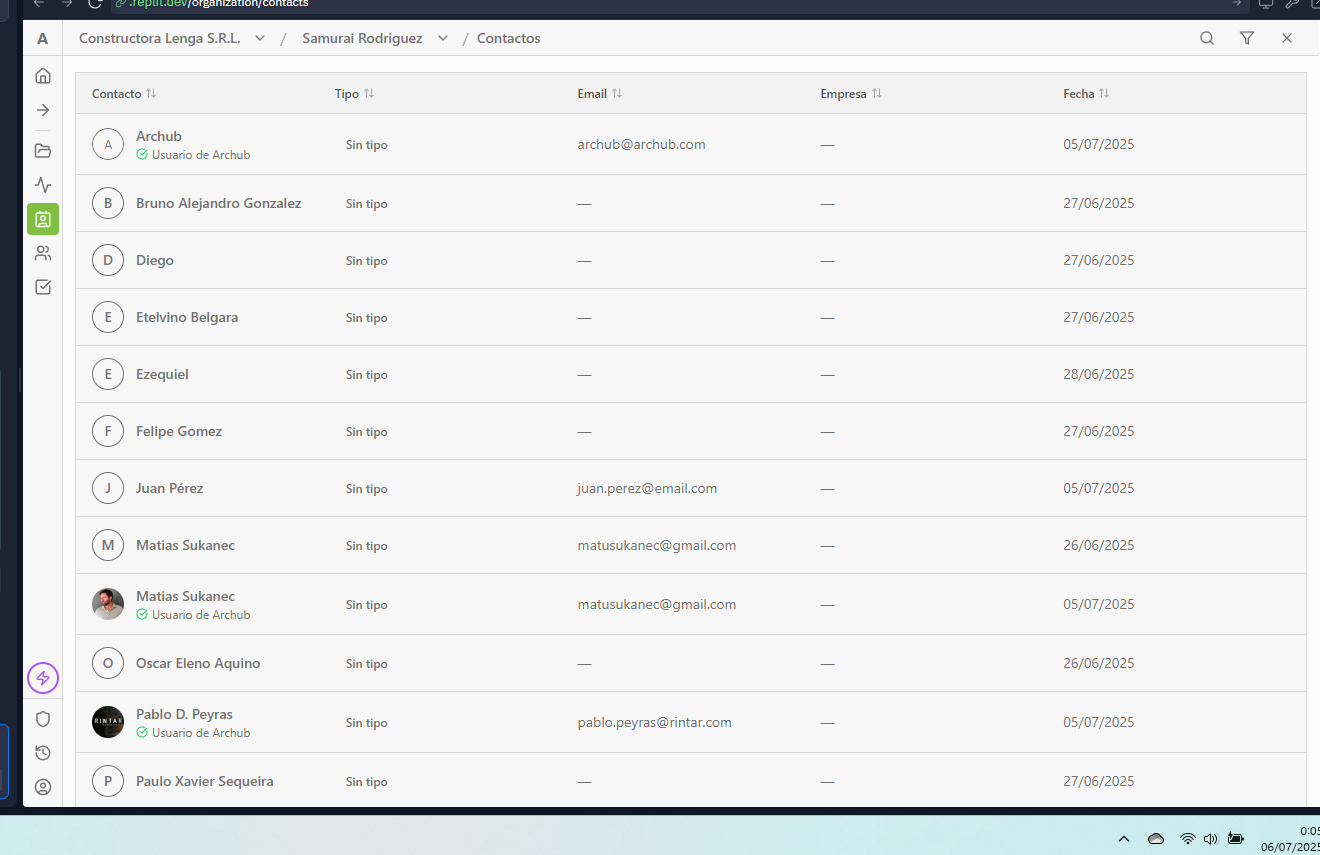 .replit.dev/organization/contacts
A Constructora Lenga S.R.L. / Samurai Rodriguez / Contactos
Contacto Tipo Email Empresa Fecha
A Archub Sin tipo archub@archub.com — 05/07/2025
Usuario de Archub
B Bruno Alejandro Gonzalez Sin tipo — — 27/06/2025
D Diego Sin tipo — — 27/06/2025
E Etelvino Belgara Sin tipo — — 27/06/2025
E Ezequiel Sin tipo — — 28/06/2025
F Felipe Gomez Sin tipo — — 27/06/2025
J Juan Pérez Sin tipo juan.perez@email.com — 05/07/2025
M Matias Sukanec Sin tipo matusukanec@gmail.com — 26/06/2025
Matias Sukanec Sin tipo matusukanec@gmail.com — 05/07/2025
Usuario de Archub
O Oscar Eleno Aquino Sin tipo — — 26/06/2025
RINTAR Pablo D. Peyras Sin tipo pablo.peyras@rintar.com — 05/07/2025
Usuario de Archub
P Paulo Xavier Sequeira Sin tipo — — 27/06/2025
0:05
06/07/2025